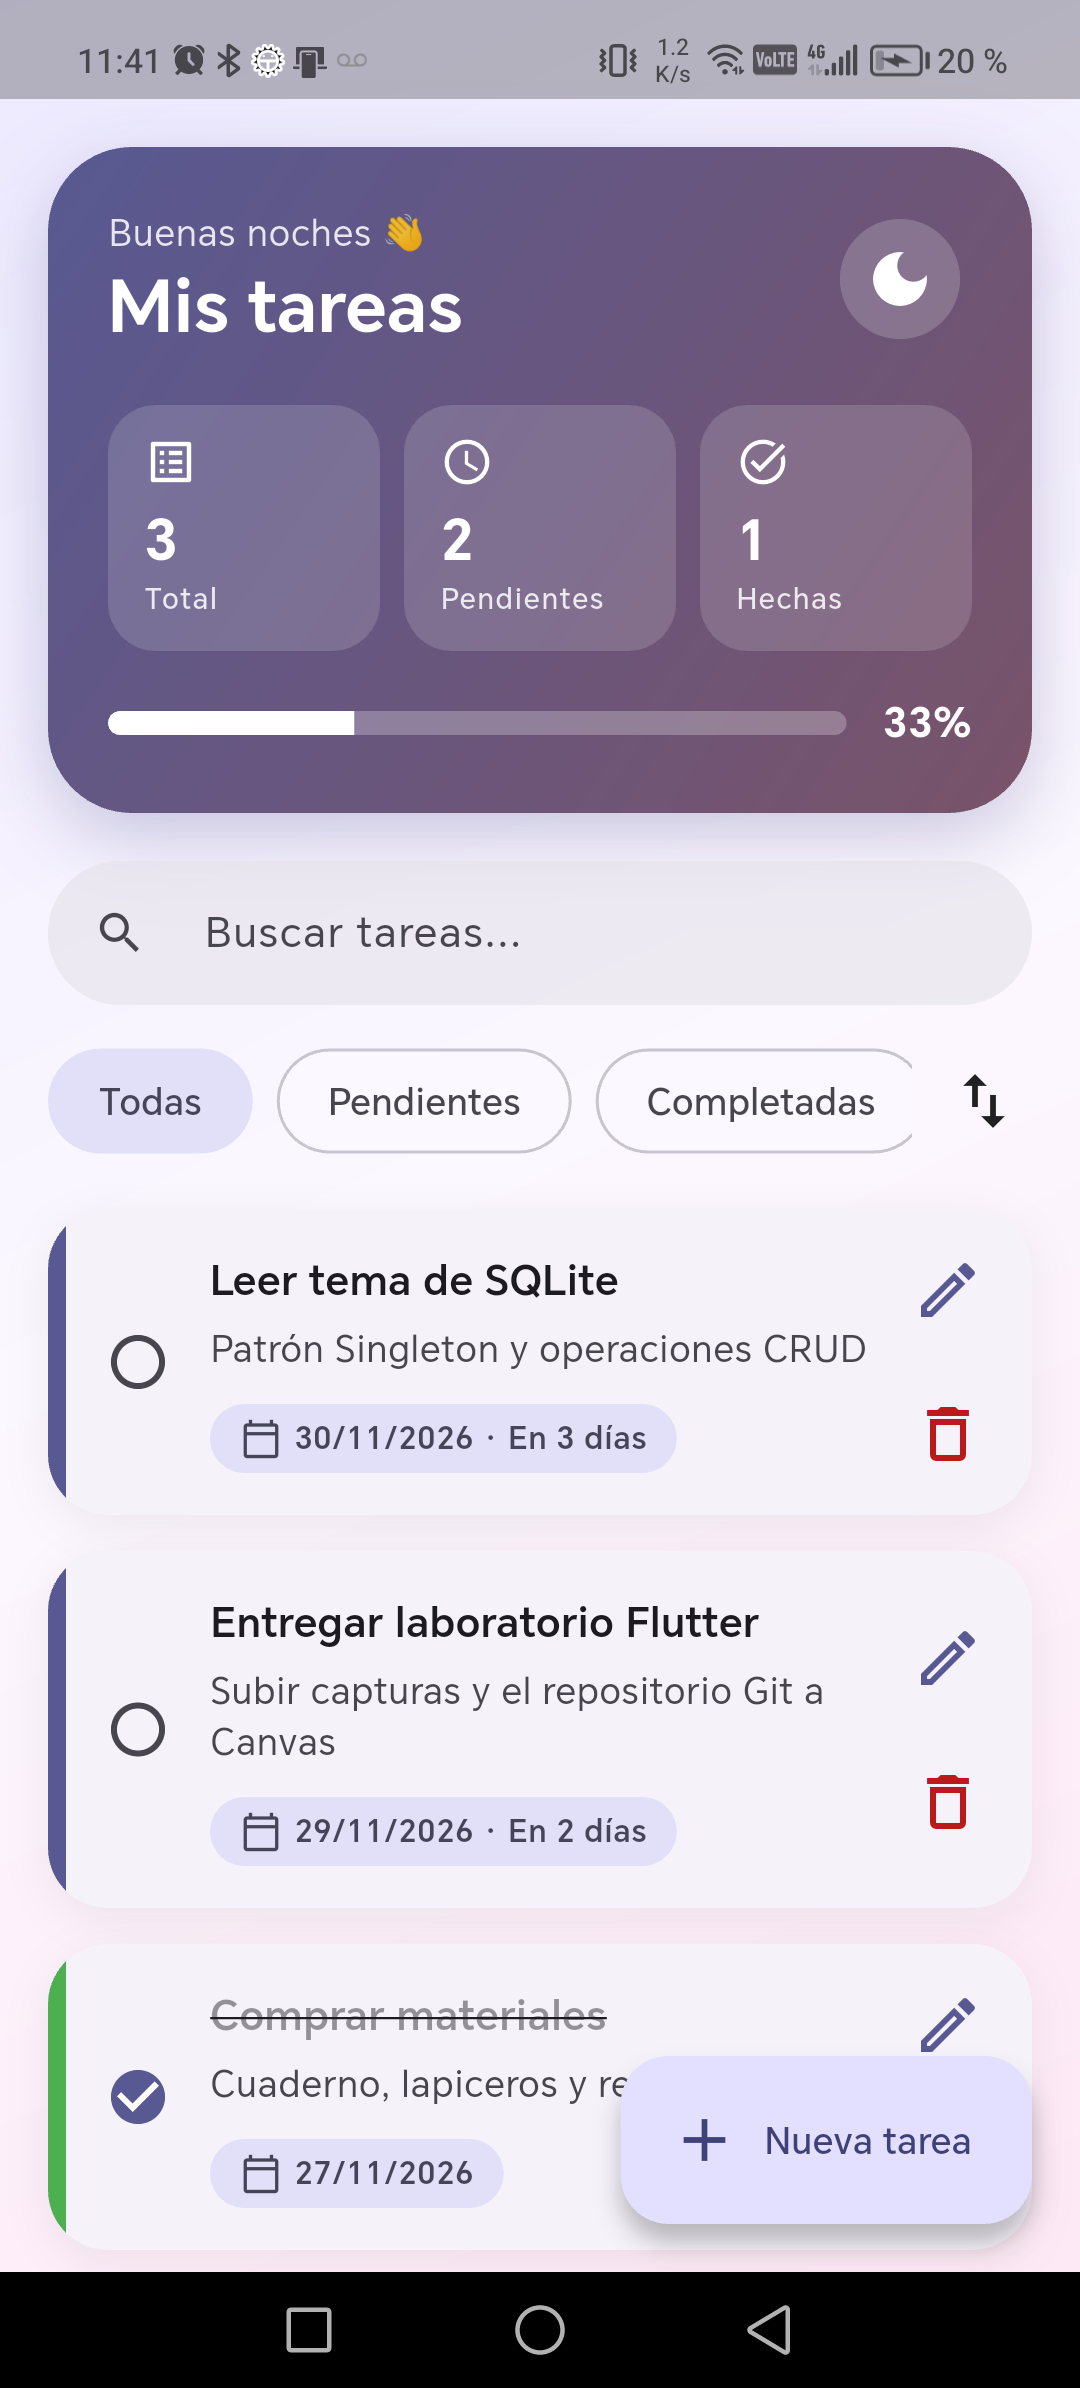 11:41
1.2
K/s
VoLTE
4G
20 %
Buenas noches 👋
Mis tareas
3
Total
2
Pendientes
1
Hechas
33%
Buscar tareas...
Todas
Pendientes
Completadas
Leer tema de SQLite
Patrón Singleton y operaciones CRUD
30/11/2026 · En 3 días
Entregar laboratorio Flutter
Subir capturas y el repositorio Git a
Canvas
29/11/2026 · En 2 días
Comprar materiales
Cuaderno, lapiceros y re
27/11/2026
Nueva tarea